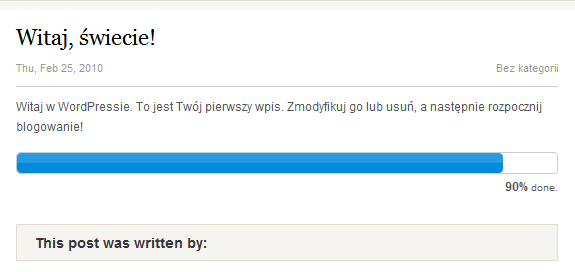 Witaj, świecie!
Thu, Feb 25, 2010 Bez kategorii
Witaj w WordPressie. To jest Twój pierwszy wpis. Zmodyfikuj go lub usuń, a następnie rozpocznij
blogowanie!
90% done.
This post was written by: